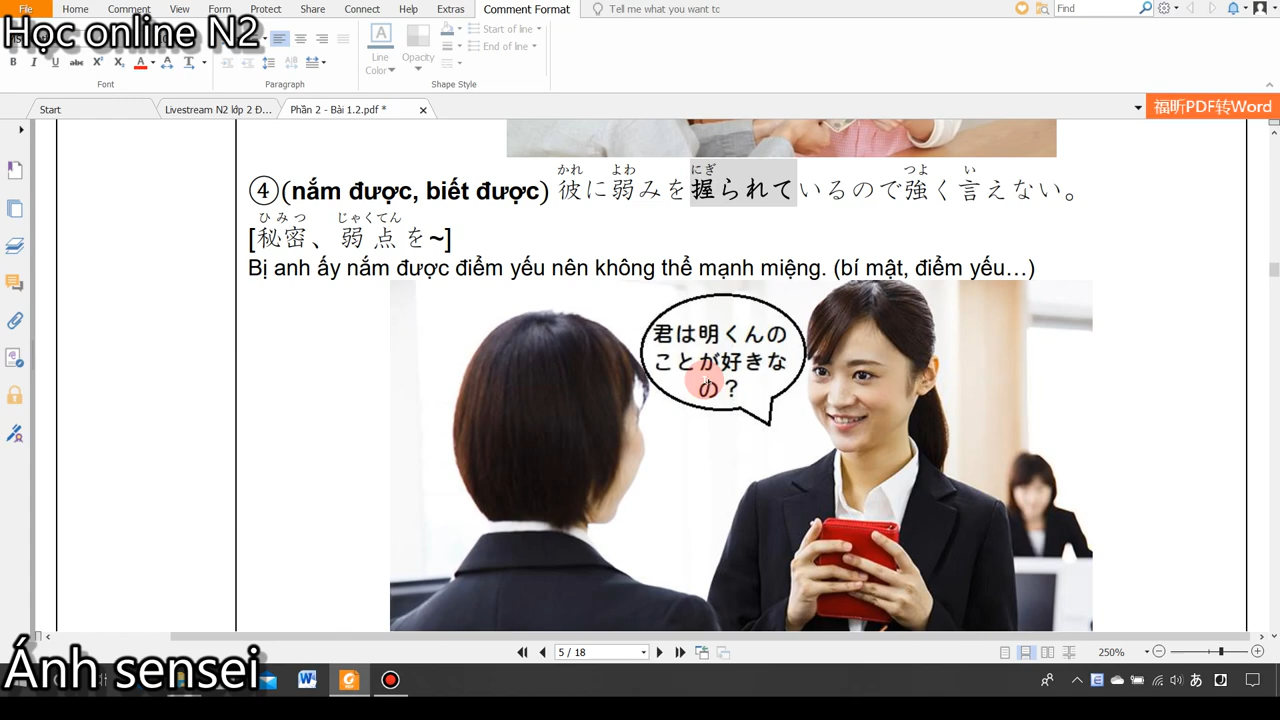 File Home Comment View Form Protect Share Connect Help Extras Comment Format Tell me what you want tc Find
Học online N2
Line Color
Opacity
Start of line
End of line
Font Paragraph Shape Style
Start Livestream N2 lớp 2 Đ... Phần 2 - Bài 1.2.pdf * 福昕PDF转Word
かれ よわ にぎ つよ い
④(nắm được, biết được) 彼に弱みを握られているので強く言えない。
ひみつ じゃくてん
[秘密、弱点を~]
Bị anh ấy nắm được điểm yếu nên không thể mạnh miệng. (bí mật, điểm yếu…)
君は明くんの
ことが好きな
の？
5 / 18 250%
Ánh sensei